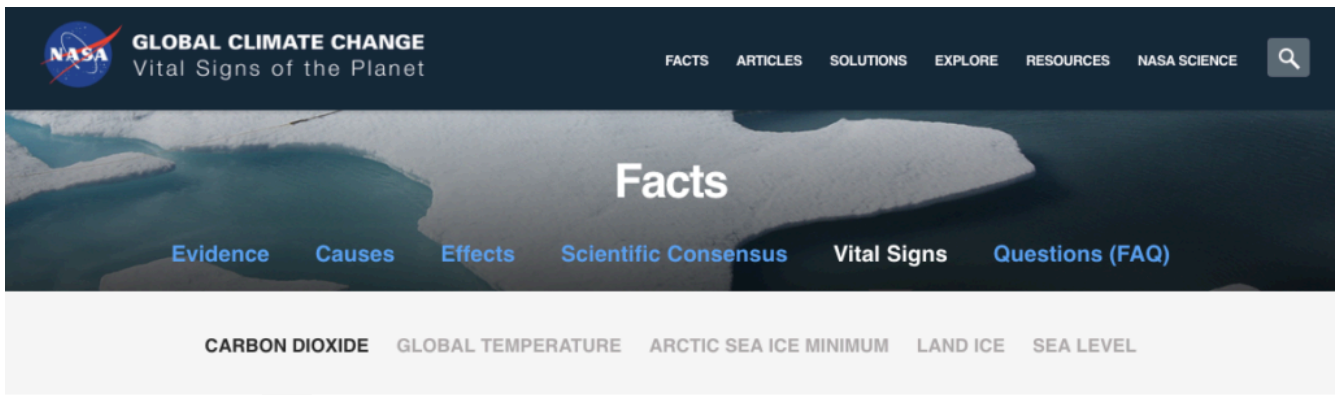 NASA
GLOBAL CLIMATE CHANGE
Vital Signs of the Planet
FACTS ARTICLES SOLUTIONS EXPLORE RESOURCES NASA SCIENCE
Facts
Evidence Causes Effects Scientific Consensus Vital Signs Questions (FAQ)
CARBON DIOXIDE GLOBAL TEMPERATURE ARCTIC SEA ICE MINIMUM LAND ICE SEA LEVEL